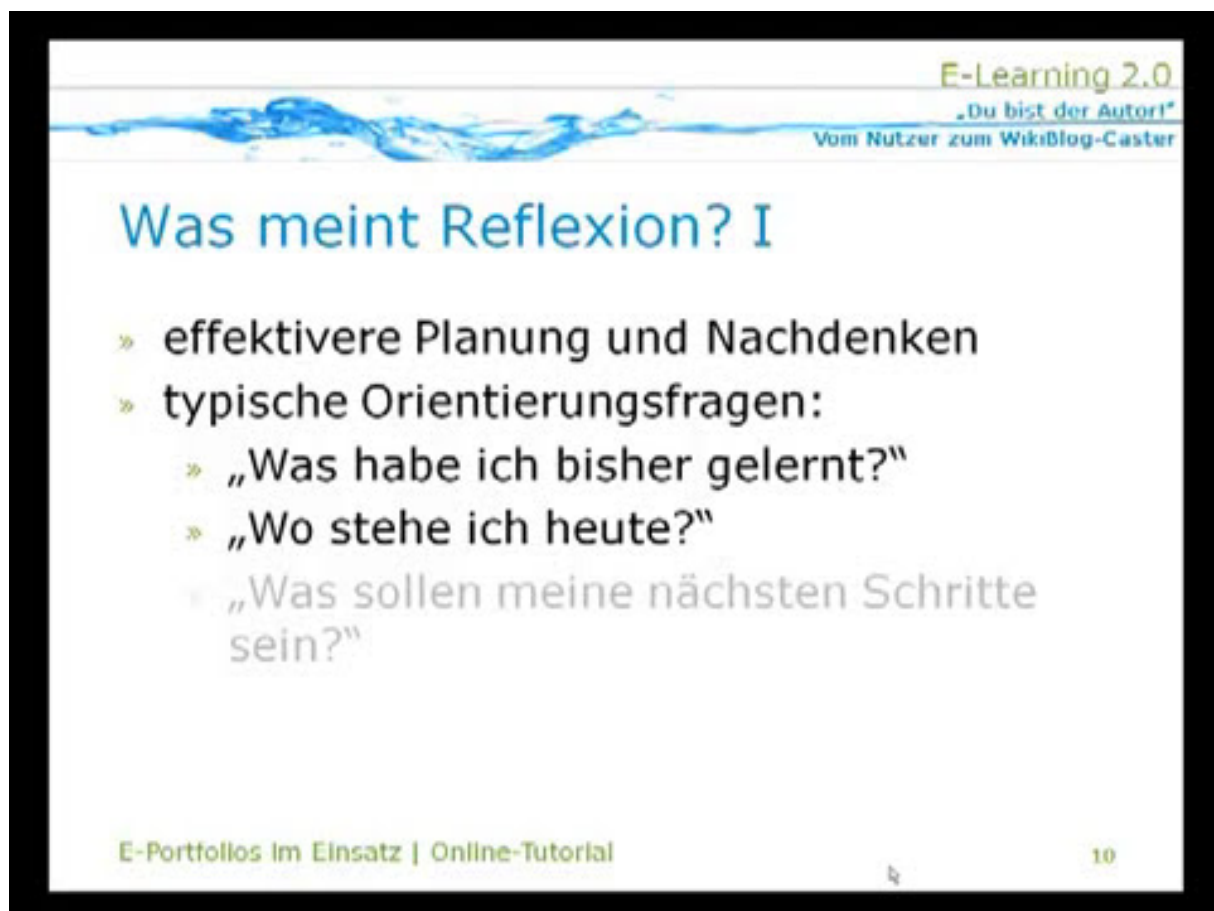 E-Learning 2.0
„Du bist der Autor!“
Vom Nutzer zum WikiBlog-Caster
Was meint Reflexion? I
» effektivere Planung und Nachdenken
» typische Orientierungsfragen:
» „Was habe ich bisher gelernt?“
» „Wo stehe ich heute?“
» „Was sollen meine nächsten Schritte
sein?“
E-Portfolios im Einsatz | Online-Tutorial
10